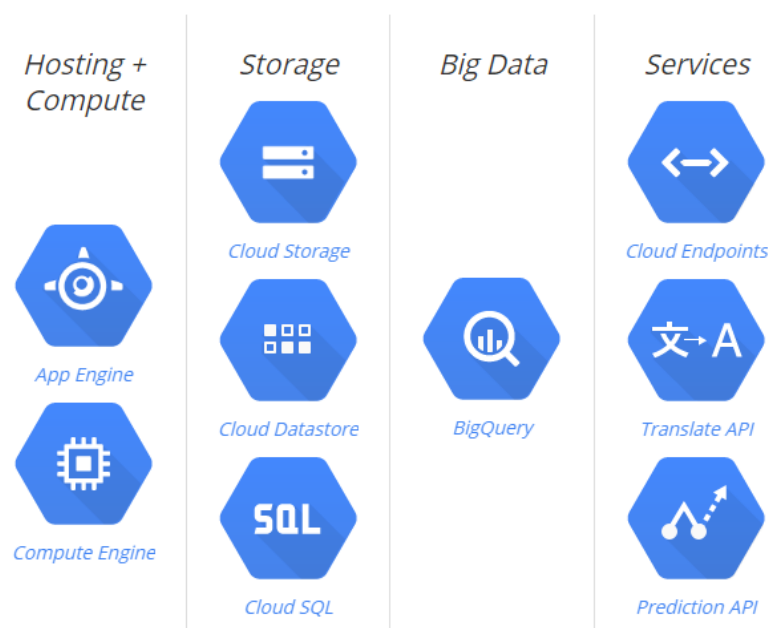 Hosting +
Compute
App Engine
Compute Engine
Storage
Cloud Storage
Cloud Datastore
SQL
Cloud SQL
Big Data
BigQuery
Services
Cloud Endpoints
文→A
Translate API
Prediction API